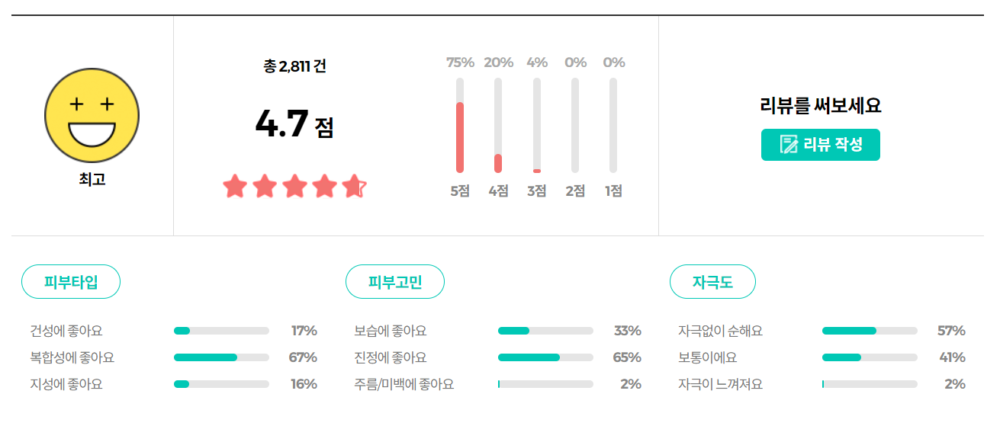 최고
총 2,811 건
4.7 점
75% 20% 4% 0% 0%
5점 4점 3점 2점 1점
리뷰를 써보세요
리뷰 작성
피부타입
건성에 좋아요 17%
복합성에 좋아요 67%
지성에 좋아요 16%
피부고민
보습에 좋아요 33%
진정에 좋아요 65%
주름/미백에 좋아요 2%
자극도
자극없이 순해요 57%
보통이에요 41%
자극이 느껴져요 2%